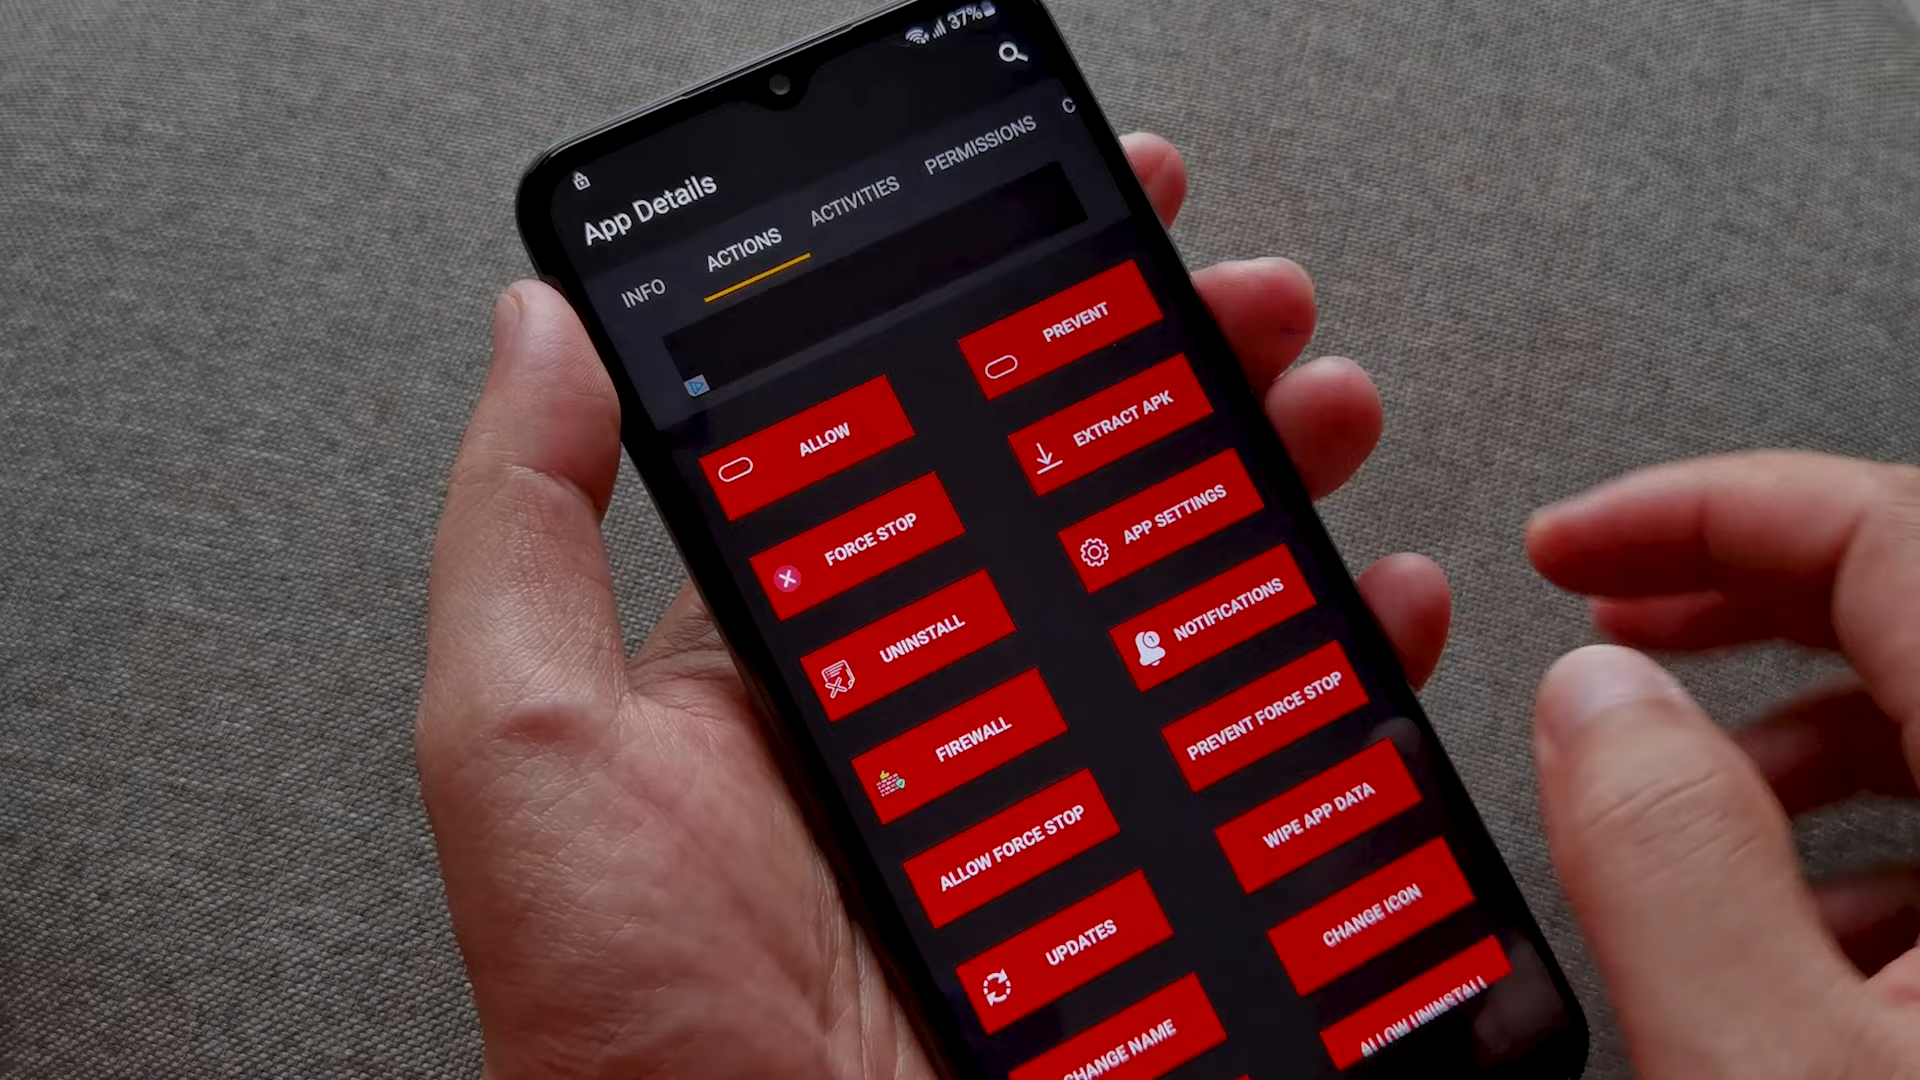 37%
App Details
INFO
ACTIONS
ACTIVITIES
PERMISSIONS
C
ALLOW
PREVENT
FORCE STOP
EXTRACT APK
UNINSTALL
APP SETTINGS
FIREWALL
NOTIFICATIONS
ALLOW FORCE STOP
PREVENT FORCE STOP
UPDATES
WIPE APP DATA
CHANGE NAME
CHANGE ICON
ALLOW UNINSTALL